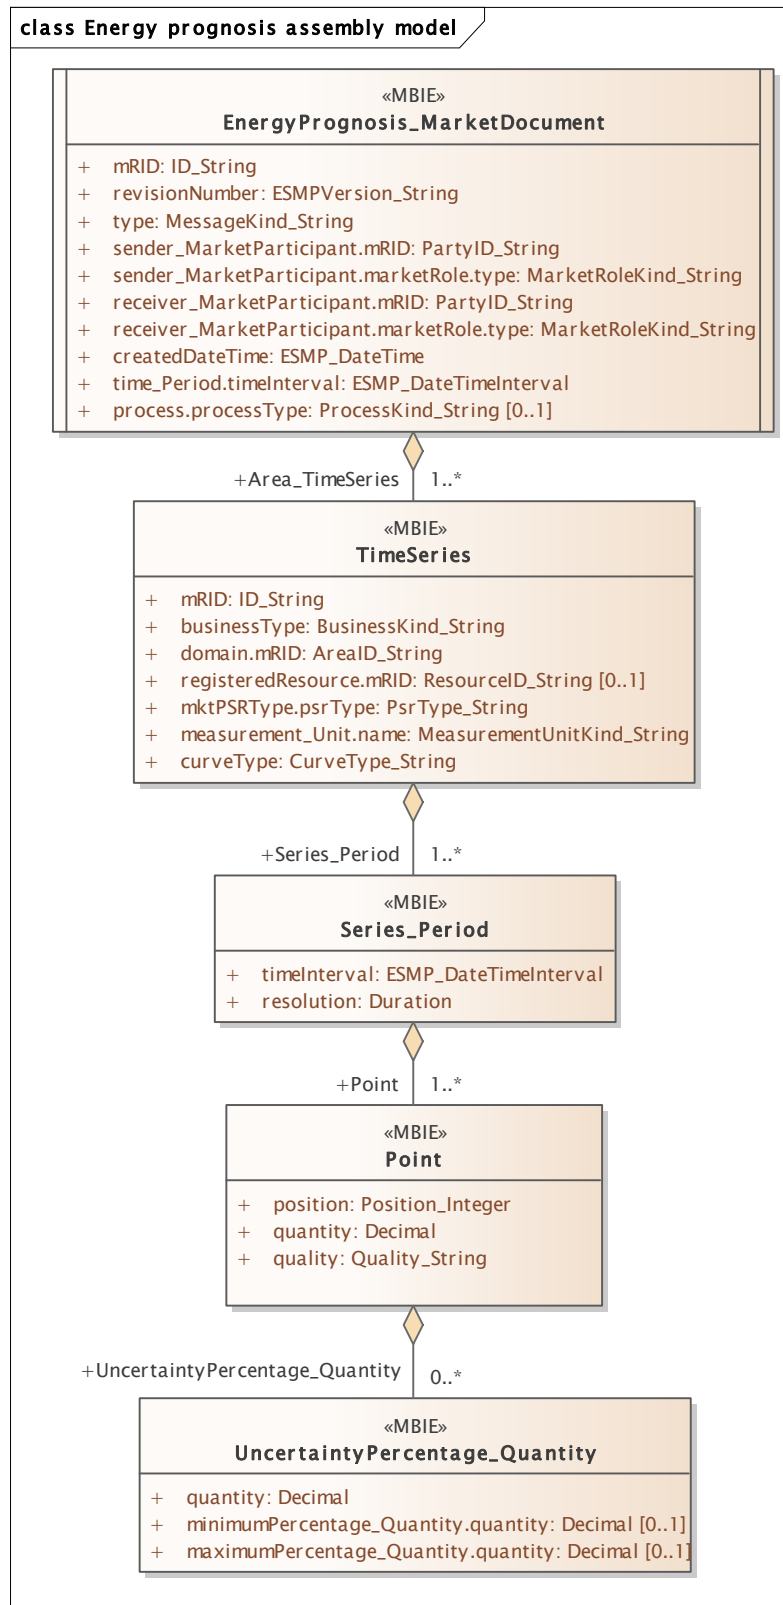 class Energy prognosis assembly model
«MBIE»
EnergyPrognosis_MarketDocument
+ mRID: ID_String
+ revisionNumber: ESMPVersion_String
+ type: MessageKind_String
+ sender_MarketParticipant.mRID: PartyID_String
+ sender_MarketParticipant.marketRole.type: MarketRoleKind_String
+ receiver_MarketParticipant.mRID: PartyID_String
+ receiver_MarketParticipant.marketRole.type: MarketRoleKind_String
+ createdDateTime: ESMP_DateTime
+ time_Period.timeInterval: ESMP_DateTimeInterval
+ process.processType: ProcessKind_String [0..1]
+Area_TimeSeries 1..*
«MBIE»
TimeSeries
+ mRID: ID_String
+ businessType: BusinessKind_String
+ domain.mRID: AreaID_String
+ registeredResource.mRID: ResourceID_String [0..1]
+ mktPSRType.psrType: PsrType_String
+ measurement_Unit.name: MeasurementUnitKind_String
+ curveType: CurveType_String
+Series_Period 1..*
«MBIE»
Series_Period
+ timeInterval: ESMP_DateTimeInterval
+ resolution: Duration
+Point 1..*
«MBIE»
Point
+ position: Position_Integer
+ quantity: Decimal
+ quality: Quality_String
+UncertaintyPercentage_Quantity 0..*
«MBIE»
UncertaintyPercentage_Quantity
+ quantity: Decimal
+ minimumPercentage_Quantity.quantity: Decimal [0..1]
+ maximumPercentage_Quantity.quantity: Decimal [0..1]